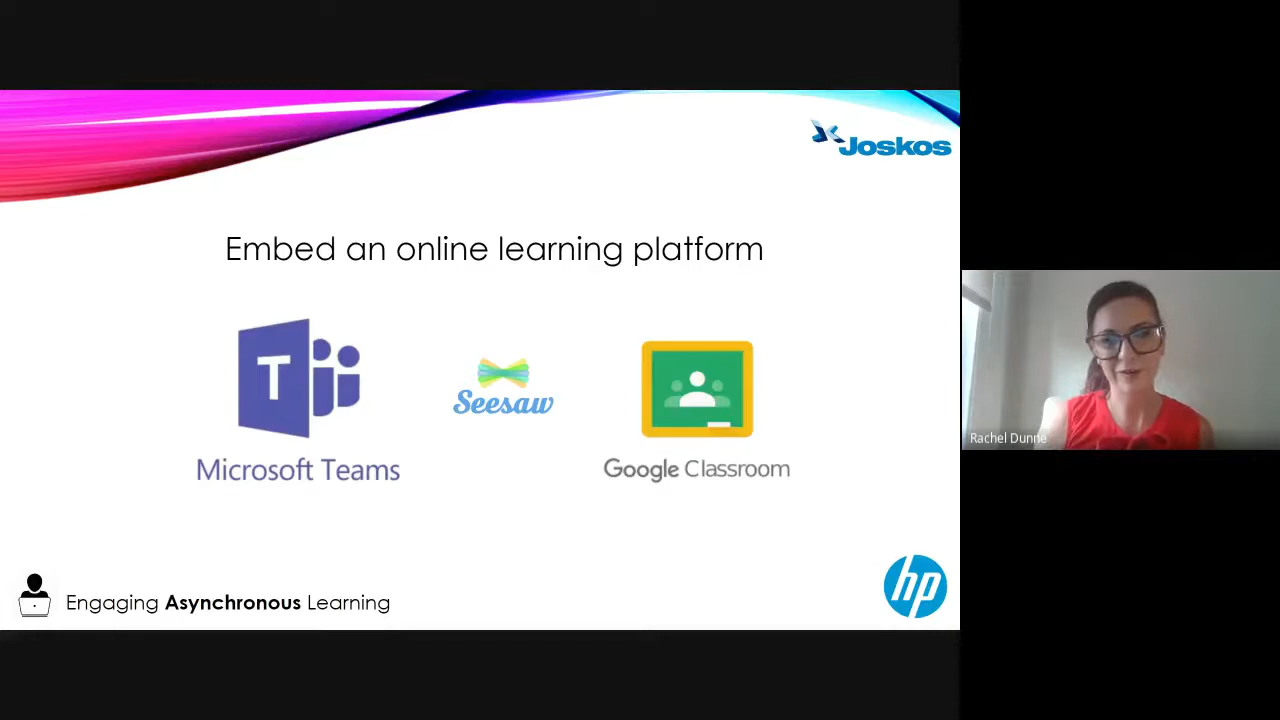 Joskos
Embed an online learning platform
T
Seesaw
Microsoft Teams
Google Classroom
Rachel Dunne
hp
Engaging Asynchronous Learning